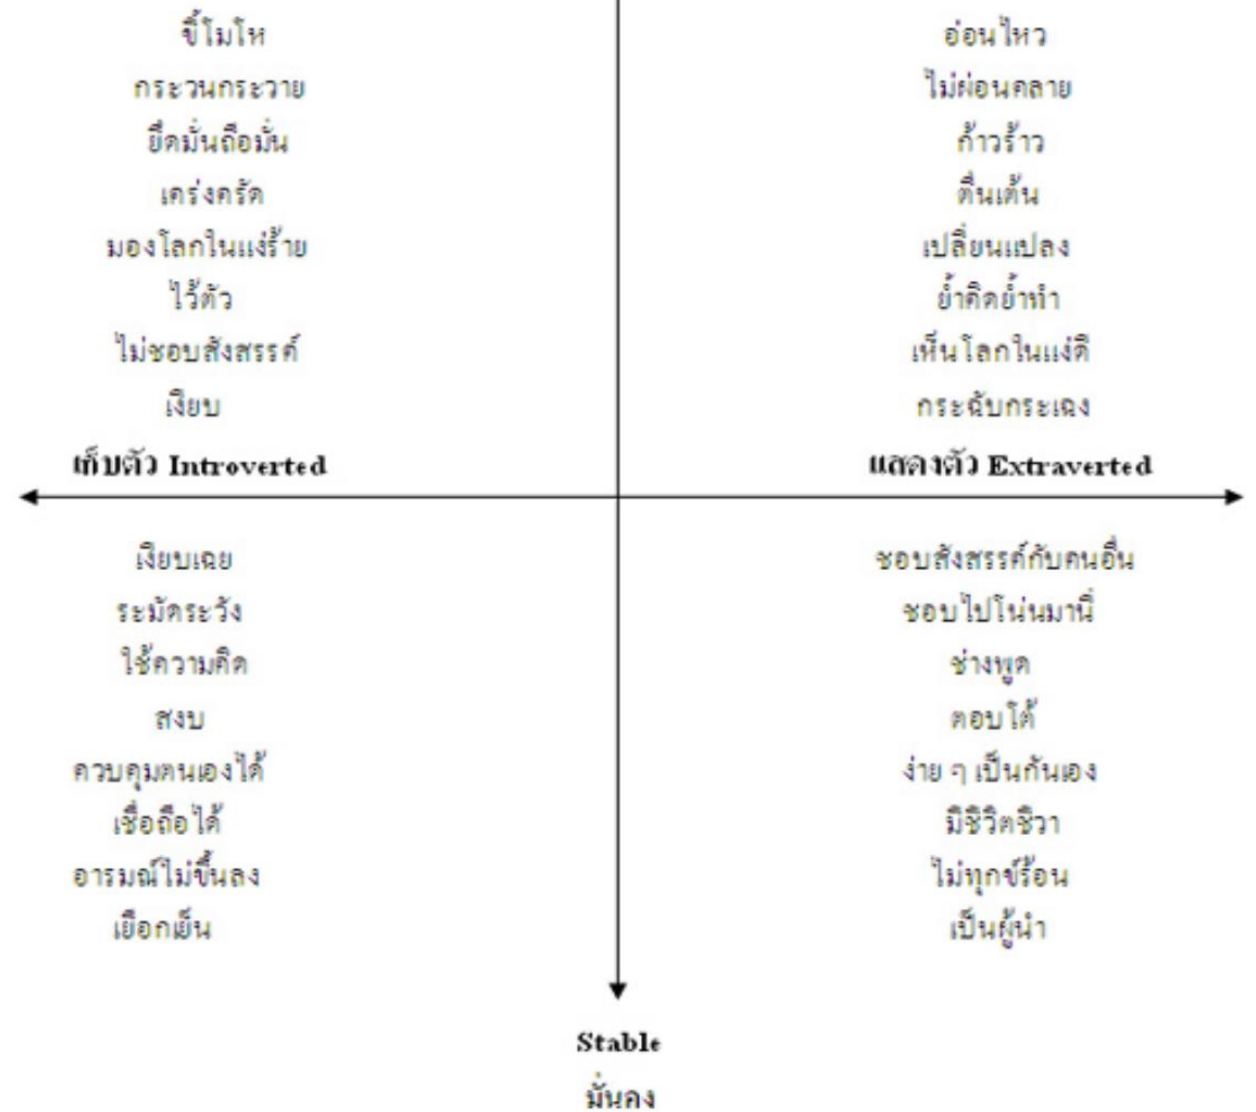 ขี้โมโห
อ่อนไหว
กระวนกระวาย
ไม่ผ่อนคลาย
ยึดมั่นถือมั่น
ก้าวร้าว
เคร่งครัด
ตื่นเต้น
มองโลกในแง่ร้าย
เปลี่ยนแปลง
ไว้ตัว
ย้ำคิดย้ำทำ
ไม่ชอบสังสรรค์
เห็นโลกในแง่ดี
เงียบ
กระฉับกระเฉง
เก็บตัว Introverted
แสดงตัว Extraverted
เงียบเฉย
ชอบสังสรรค์กับคนอื่น
ระมัดระวัง
ชอบไปโน่นมานี่
ใช้ความคิด
ช่างพูด
สงบ
ตอบโต้
ควบคุมตนเองได้
ง่าย ๆ เป็นกันเอง
เชื่อถือได้
มีชีวิตชีวา
อารมณ์ไม่ขึ้นลง
ไม่ทุกข์ร้อน
เยือกเย็น
เป็นผู้นำ
Stable
มั่นคง